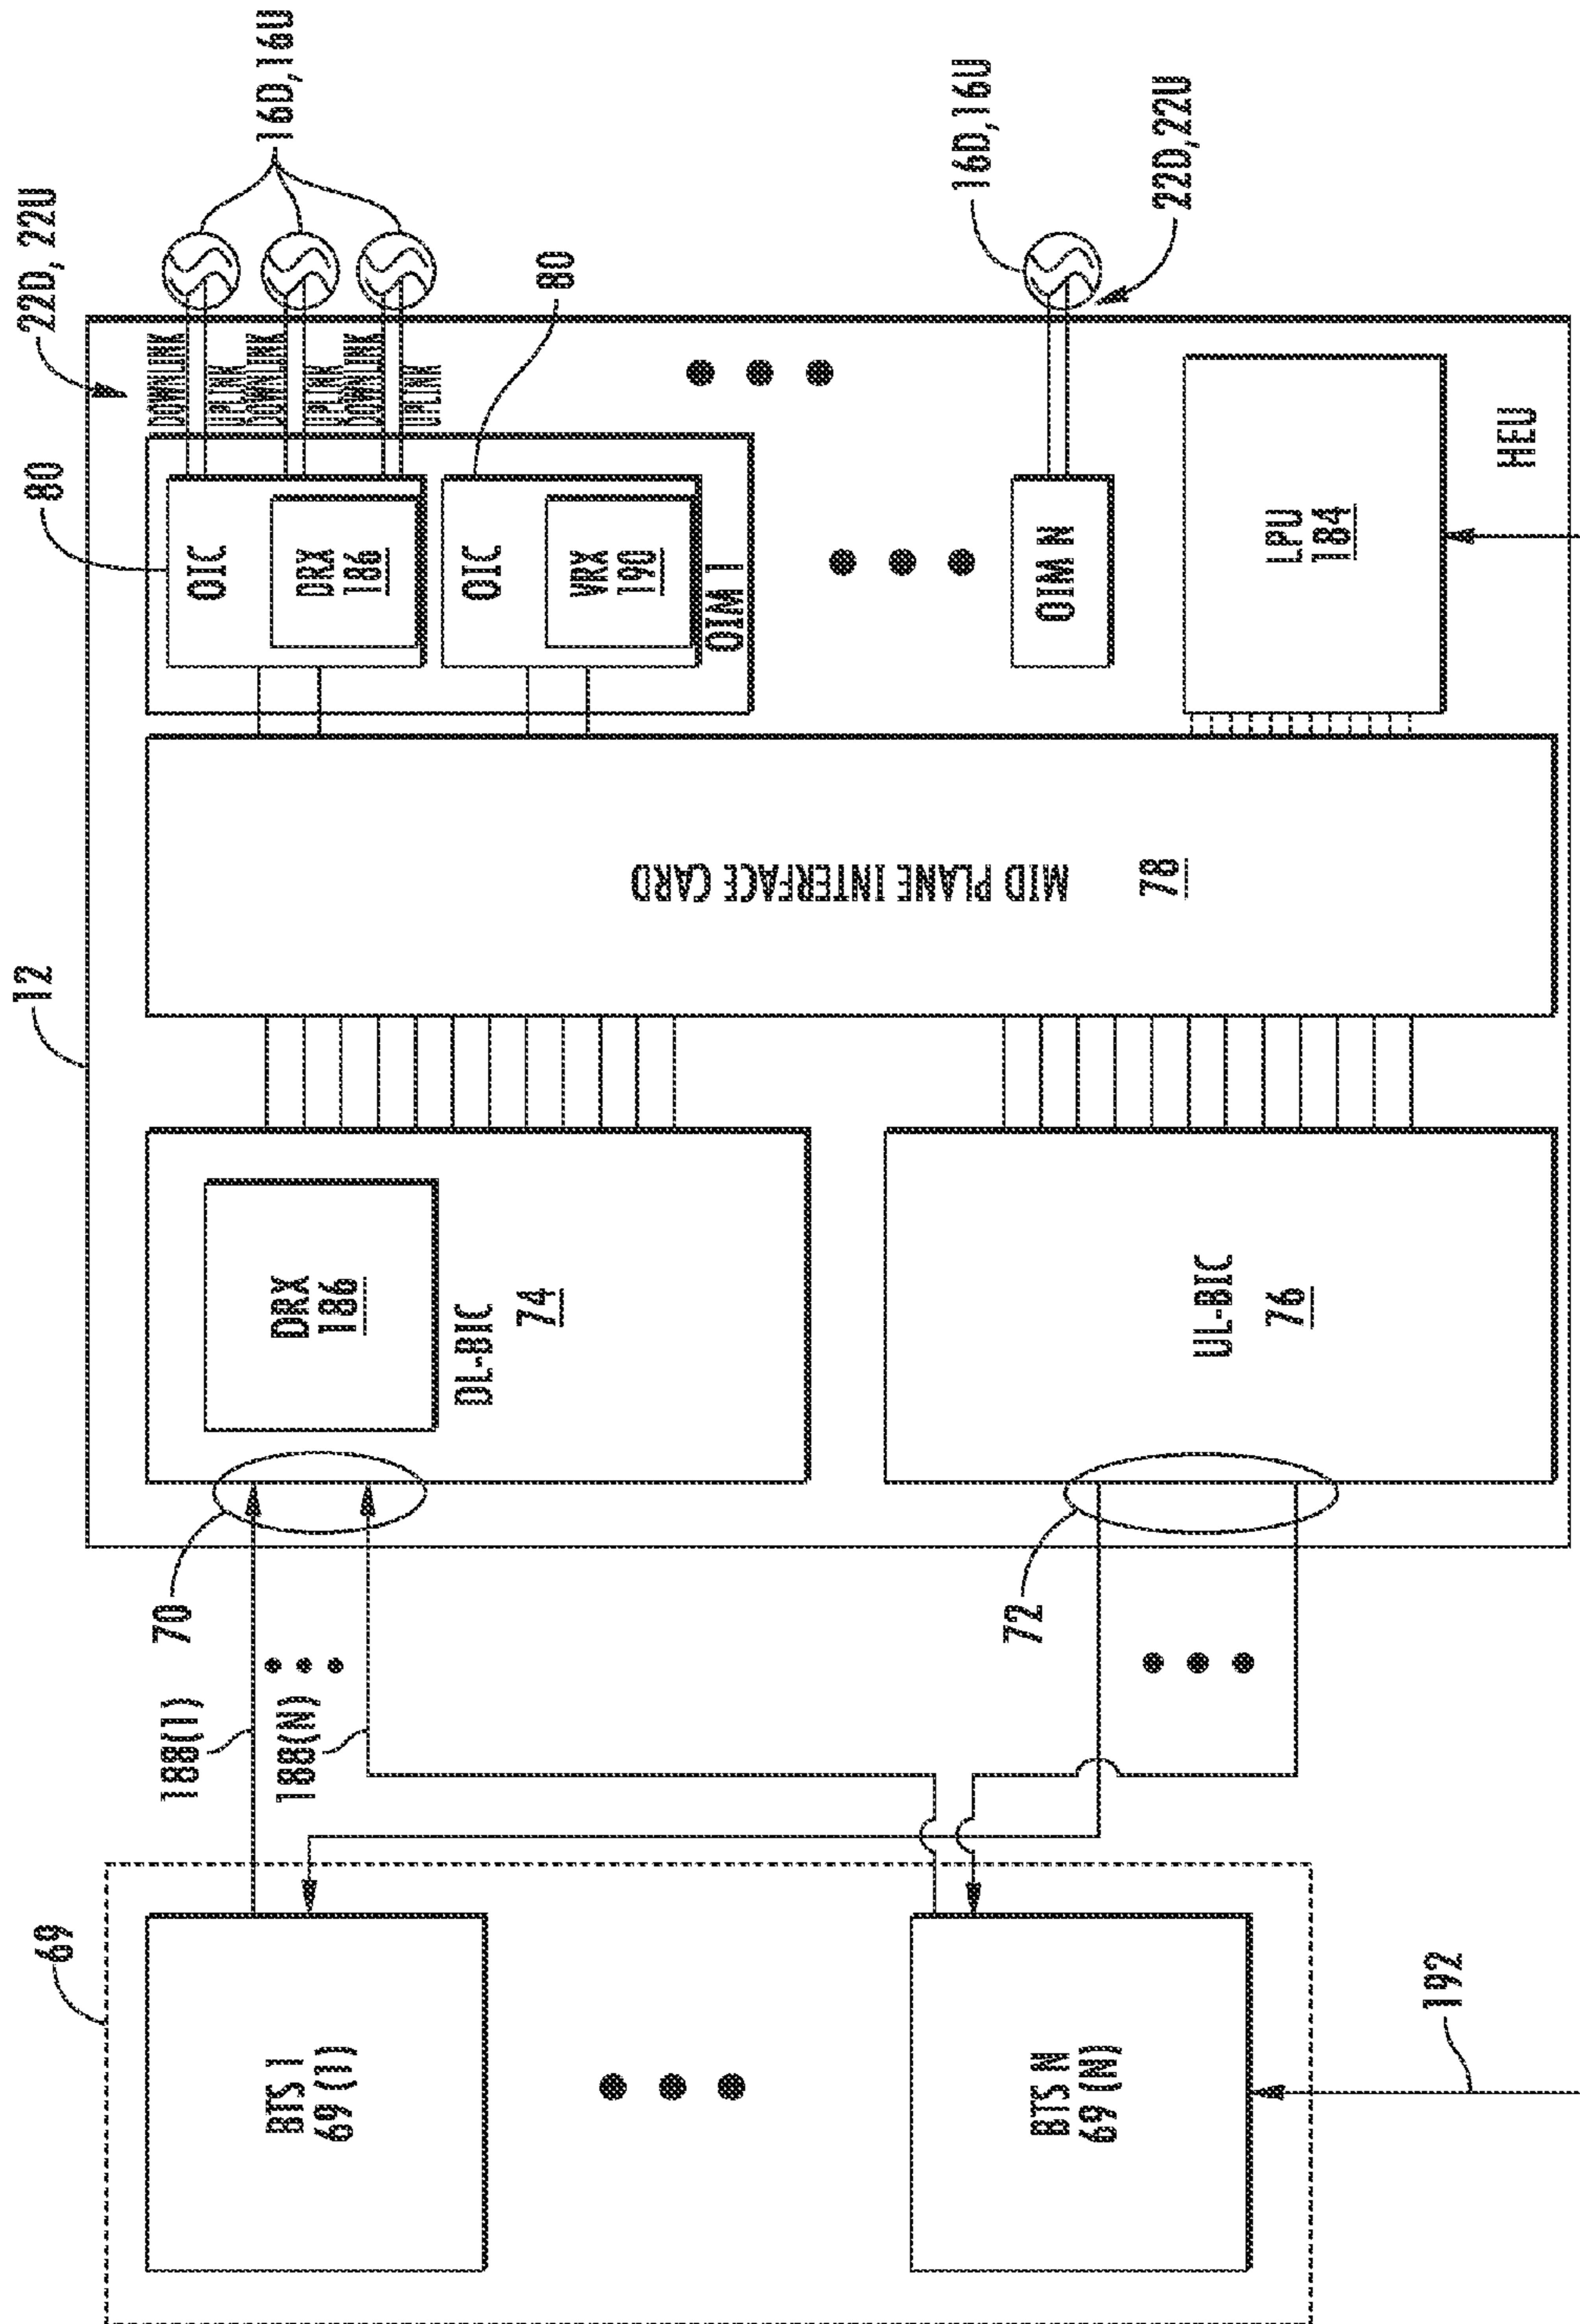 69
BTS 1
69 (1)
BTS N
69 (N)
192
188(1)
188(N)
70
72
12
DRX
186
DL-BIC
74
UL-BIC
76
MID PLANE INTERFACE CARD
78
80
OIC
DRX
186
OIC
VRX
190
OIM 1
80
OIM N
LPU
184
HEU
22D, 22U
DOWNLINK
UPLINK
DOWNLINK
UPLINK
DOWNLINK
UPLINK
16D,16U
16D,16U
22D,22U